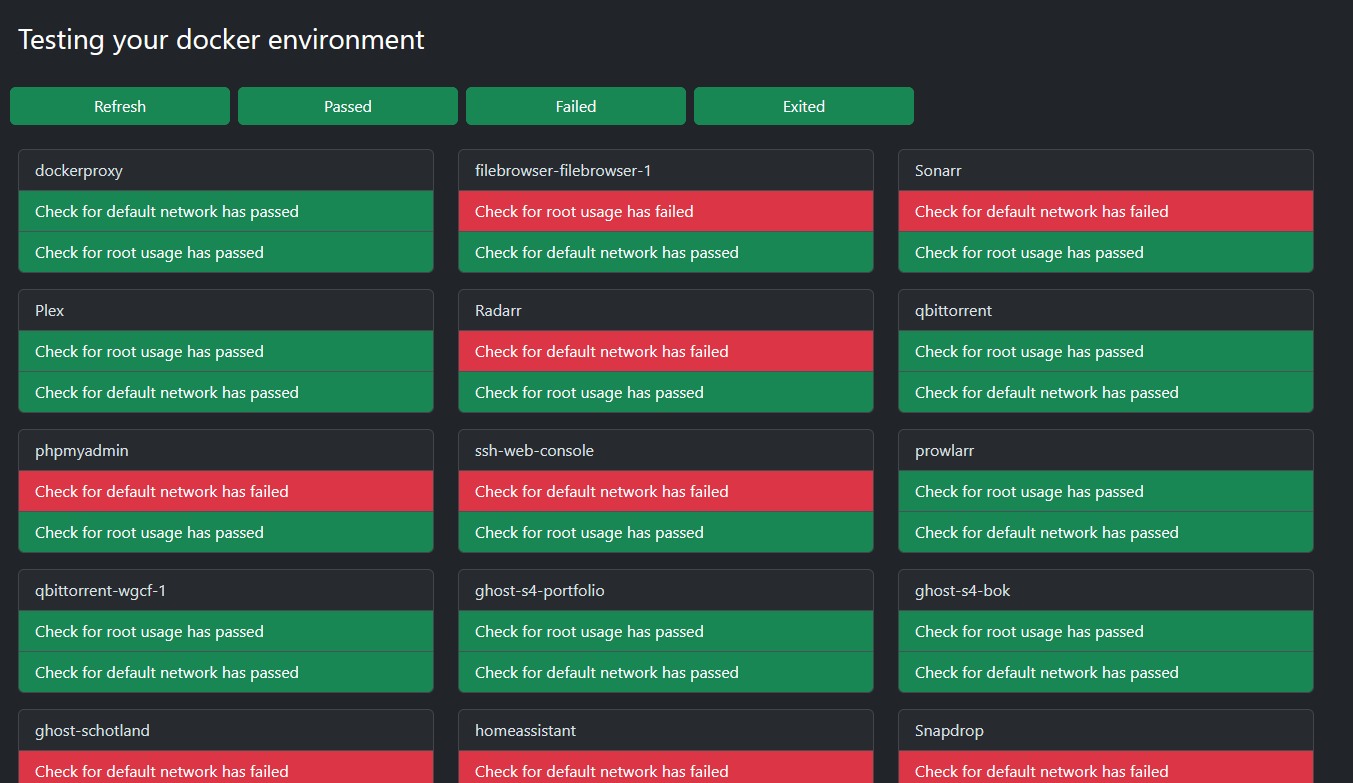 Testing your docker environment
Refresh
Passed
Failed
Exited
dockerproxy
Check for default network has passed
Check for root usage has passed
filebrowser-filebrowser-1
Check for root usage has failed
Check for default network has passed
Sonarr
Check for default network has failed
Check for root usage has passed
Plex
Check for root usage has passed
Check for default network has passed
Radarr
Check for default network has failed
Check for root usage has passed
qbittorrent
Check for root usage has passed
Check for default network has passed
phpmyadmin
Check for default network has failed
Check for root usage has passed
ssh-web-console
Check for default network has failed
Check for root usage has passed
prowlarr
Check for root usage has passed
Check for default network has passed
qbittorrent-wgcf-1
Check for root usage has passed
Check for default network has passed
ghost-s4-portfolio
Check for root usage has passed
Check for default network has passed
ghost-s4-bok
Check for root usage has passed
Check for default network has passed
ghost-schotland
Check for default network has failed
homeassistant
Check for default network has failed
Snapdrop
Check for default network has failed